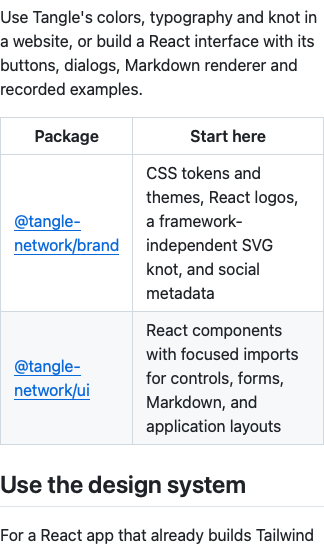 Use Tangle's colors, typography and knot in
a website, or build a React interface with its
buttons, dialogs, Markdown renderer and
recorded examples.
Package
Start here
@tangle-
network/brand
CSS tokens and
themes, React logos,
a framework-
independent SVG
knot, and social
metadata
@tangle-
network/ui
React components
with focused imports
for controls, forms,
Markdown, and
application layouts
Use the design system
For a React app that already builds Tailwind